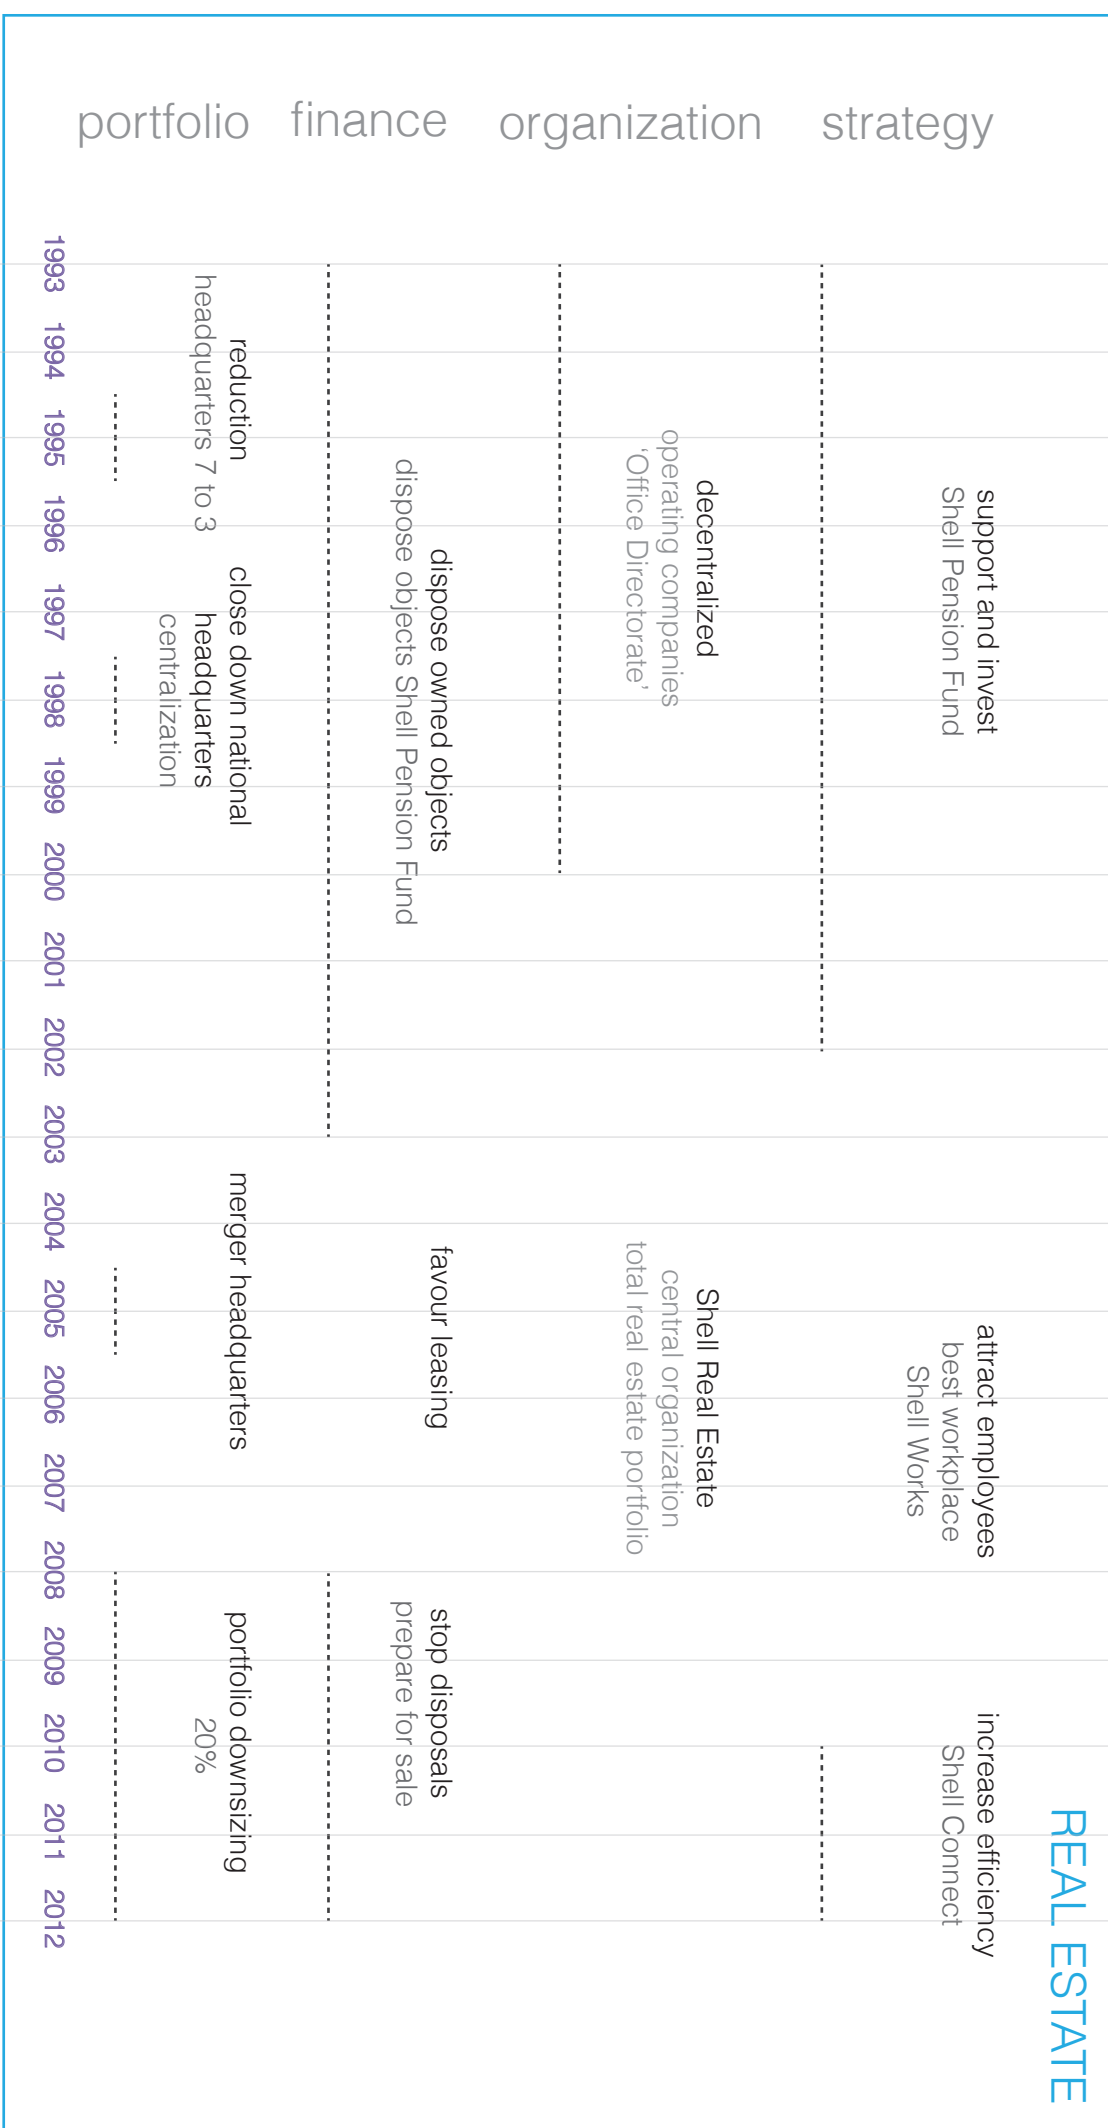 REAL ESTATE
strategy
support and invest
Shell Pension Fund
attract employees
best workplace
Shell Works
increase efficiency
Shell Connect
organization
decentralized
operating companies
‘Office Directorate’
Shell Real Estate
central organization
total real estate portfolio
finance
dispose owned objects
dispose objects Shell Pension Fund
favour leasing
stop disposals
prepare for sale
portfolio
reduction
headquarters 7 to 3
close down national
headquarters
centralization
merger headquarters
portfolio downsizing
20%
1993 1994 1995 1996 1997 1998 1999 2000 2001 2002 2003 2004 2005 2006 2007 2008 2009 2010 2011 2012